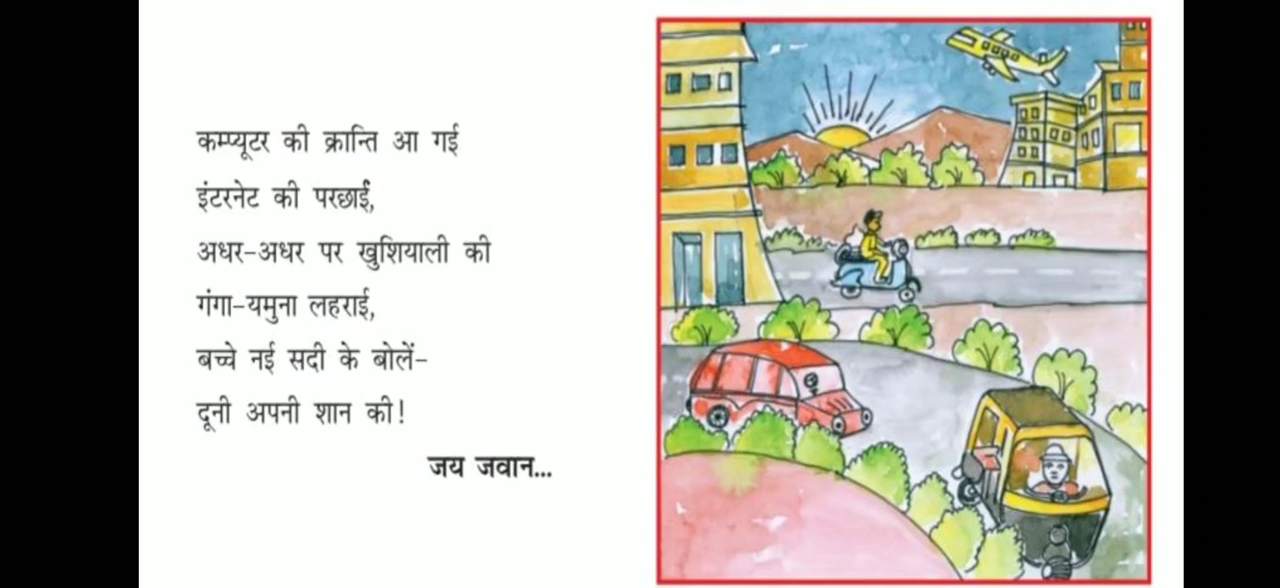 कम्प्यूटर की क्रान्ति आ गई
इंटरनेट की परछाईं,
अधर-अधर पर खुशियाली की
गंगा-यमुना लहराई,
बच्चे नई सदी के बोलें-
दूनी अपनी शान की!
जय जवान...